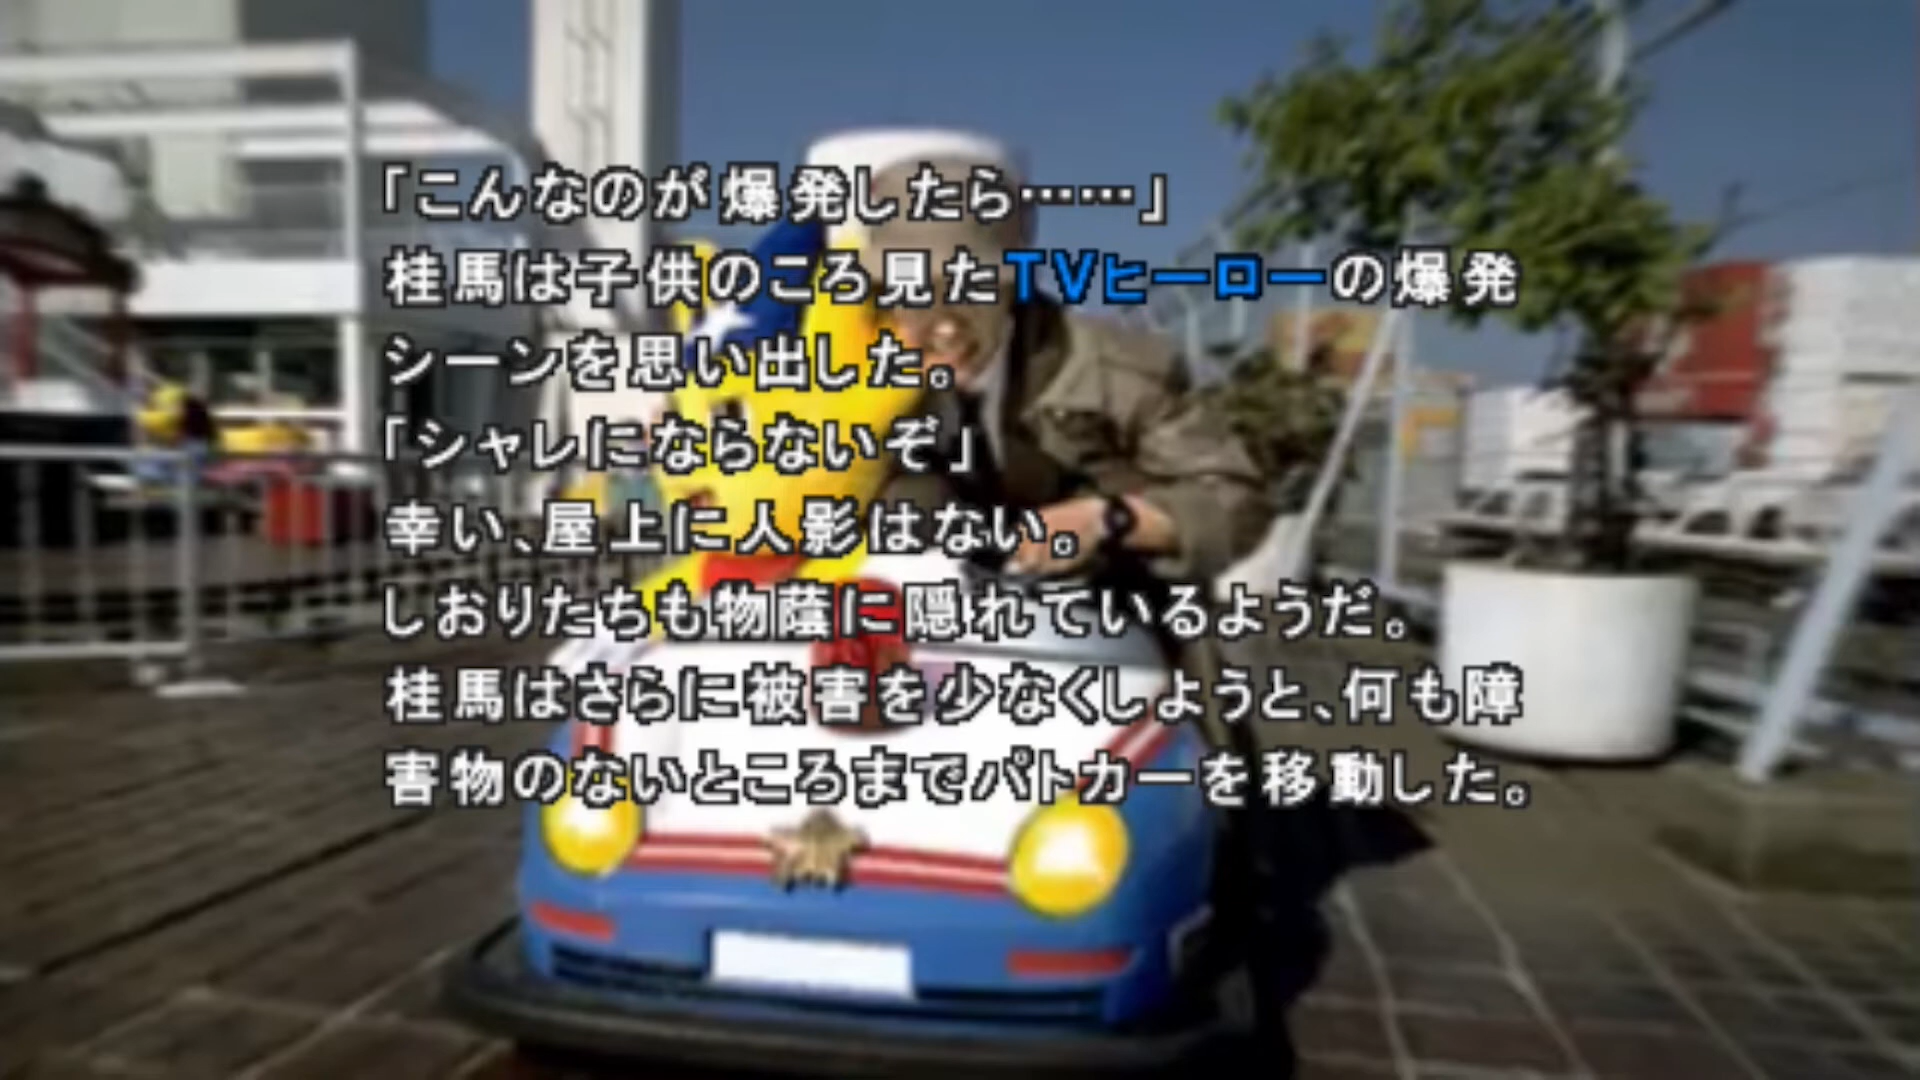 「こんなのが爆発したら……」
桂馬は子供のころ見たTVヒーローの爆発
シーンを思い出した。
「シャレにならないぞ」
幸い、屋上に人影はない。
しおりたちも物蔭に隠れているようだ。
桂馬はさらに被害を少なくしようと、何も障
害物のないところまでパトカーを移動した。